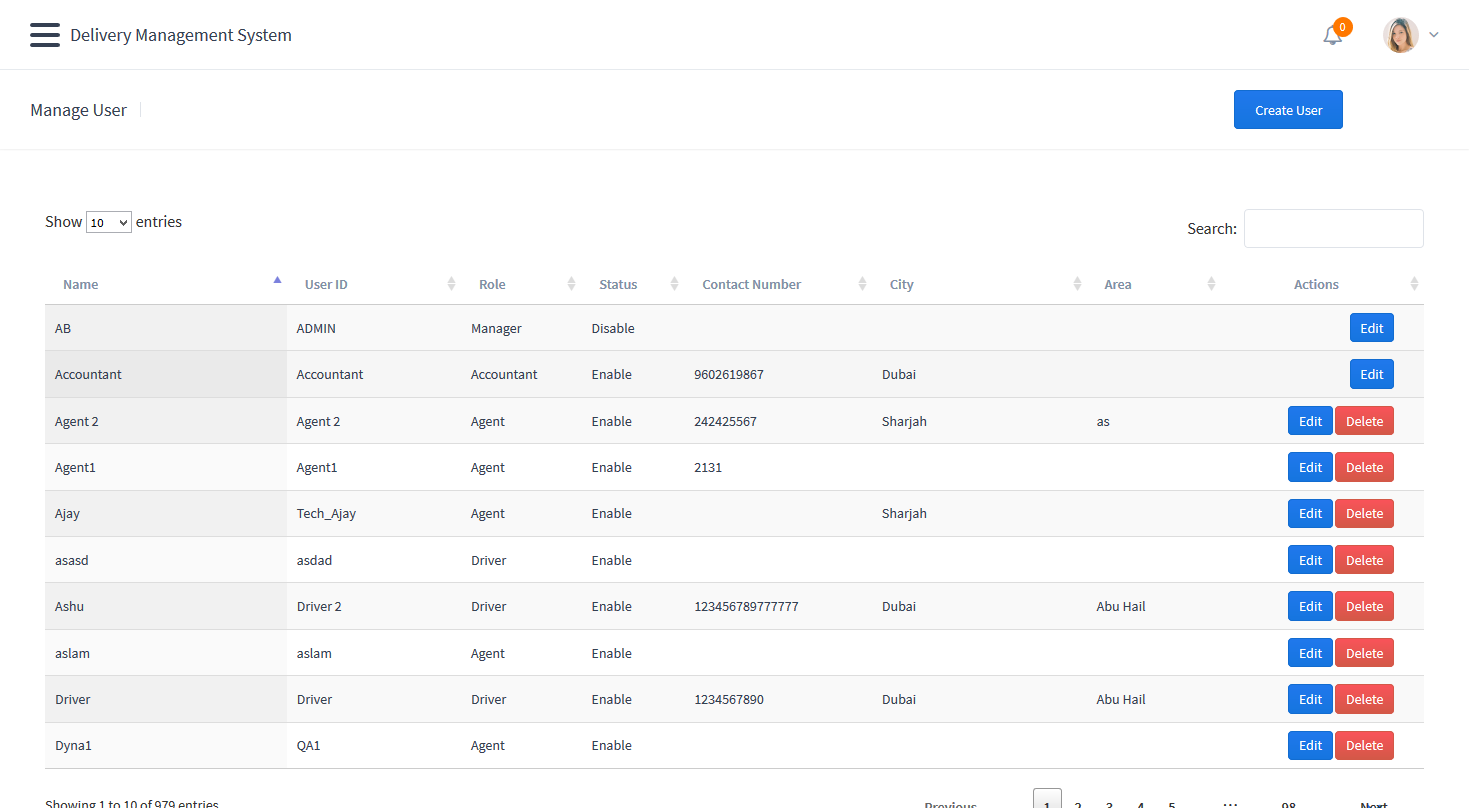 Delivery Management System
0
Manage User
Create User
Show 10 entries
Search:
Name User ID Role Status Contact Number City Area Actions
AB ADMIN Manager Disable Edit
Accountant Accountant Accountant Enable 9602619867 Dubai Edit
Agent 2 Agent 2 Agent Enable 242425567 Sharjah as Edit Delete
Agent1 Agent1 Agent Enable 2131 Edit Delete
Ajay Tech_Ajay Agent Enable Sharjah Edit Delete
asasd asdad Driver Enable Edit Delete
Ashu Driver 2 Driver Enable 123456789777777 Dubai Abu Hail Edit Delete
aslam aslam Agent Enable Edit Delete
Driver Driver Driver Enable 1234567890 Dubai Abu Hail Edit Delete
Dyna1 QA1 Agent Enable Edit Delete
Showing 1 to 10 of 979 entries
Previous 1 2 3 4 5 ... 98 Next